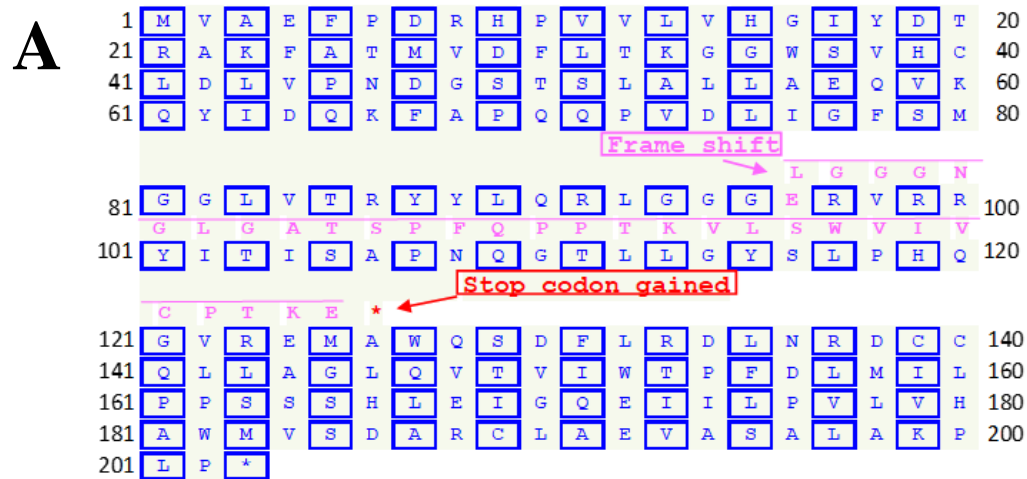 A
1 M V A E F P D R H P V V L V H G I Y D T 20
21 R A K F A T M V D F L T K G G W S V H C 40
41 L D L V P N D G S T S L A L L A E Q V K 60
61 Q Y I D Q K F A P Q Q P V D L I G F S M 80
Frame shift
L G G G N
81 G G L V T R Y Y L Q R L G G G E R V R R 100
G L G A T S P F Q P P T K V L S W V I V
101 Y I T I S A P N Q G T L L G Y S L P H Q 120
Stop codon gained
C P T K E *
121 G V R E M A W Q S D F L R D L N R D C C 140
141 Q L L A G L Q V T V I W T P F D L M I L 160
161 P P S S S H L E I G Q E I I L P V L V H 180
181 A W M V S D A R C L A E V A S A L A K P 200
201 L P *